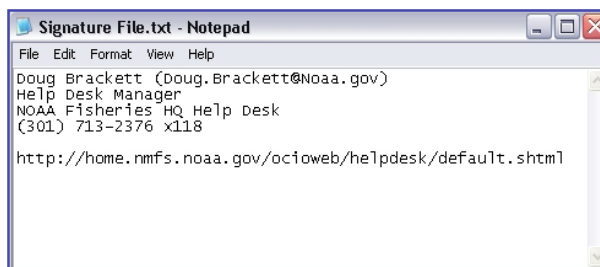 Signature File.txt - Notepad
File Edit Format View Help
Doug Brackett (Doug.Brackett@Noaa.gov)
Help Desk Manager
NOAA Fisheries HQ Help Desk
(301) 713-2376 x118
http://home.nmfs.noaa.gov/ocioweb/helpdesk/default.shtml